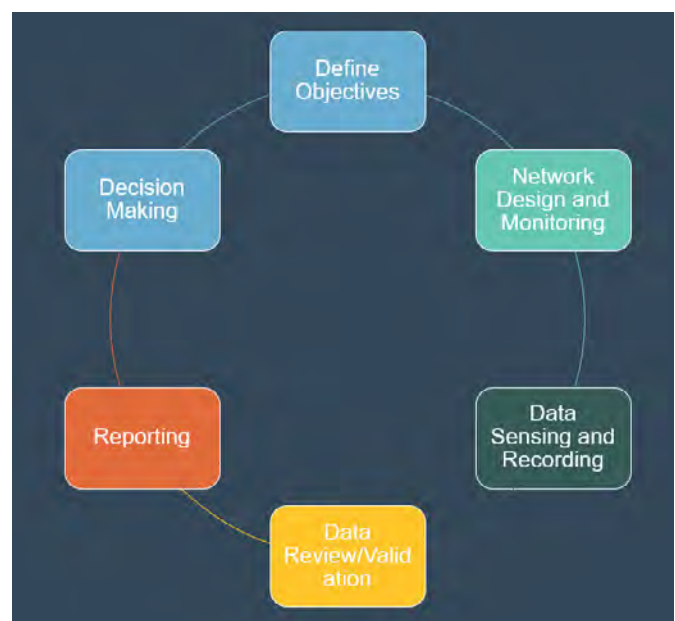 Define
Objectives
Decision
Making
Network
Design and
Monitoring
Reporting
Data
Sensing and
Recording
Data
Review/Valid
ation